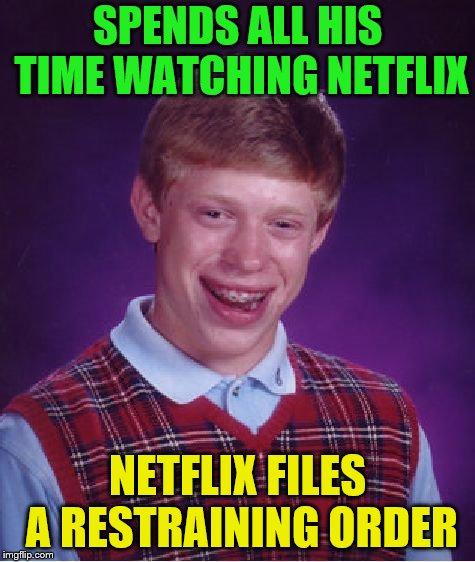 SPENDS ALL HIS
TIME WATCHING NETFLIX
NETFLIX FILES
A RESTRAINING ORDER
imgflip.com